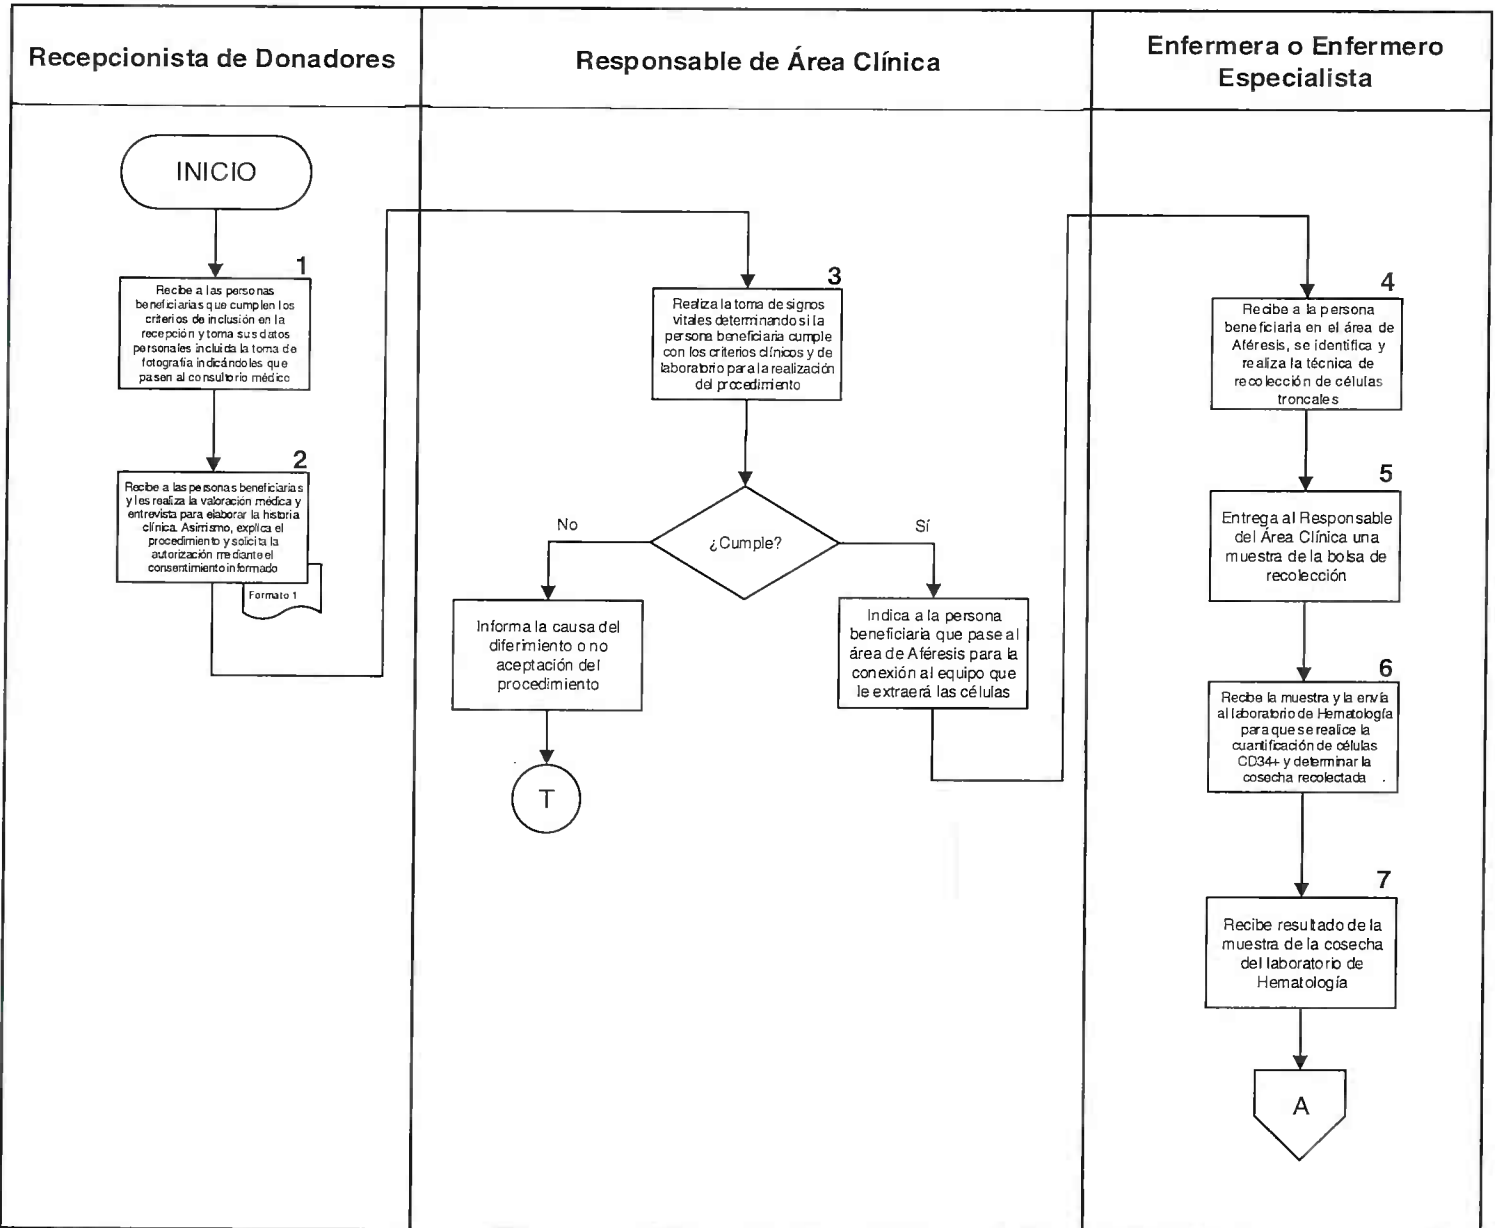 Recepcionista de Donadores
Responsable de Área Clínica
Enfermera o Enfermero
Especialista
INICIO
1
Recibe a las personas
beneficiarias que cumplen los
criterios de inclusión en la
recepción y toma sus datos
personales incluida la toma de
fotografía indicándoles que
pasen al consultorio médico
2
Recibe a las personas beneficiarias
y les realiza la valoración médica y
entrevista para elaborar la historia
clínica. Asimismo, explica el
procedimiento y solicita la
autorización mediante el
consentimiento informado
Formato 1
3
Realiza la toma de signos
vitales determinando si la
persona beneficiaria cumple
con los criterios clínicos y de
laboratorio para la realización
del procedimiento
¿Cumple?
No
Sí
Informa la causa del
diferimiento o no
aceptación del
procedimiento
T
Indica a la persona
beneficiaria que pase al
área de Aféresis para la
conexión al equipo que
le extraerá las células
4
Recibe a la persona
beneficiaria en el área de
Aféresis, se identifica y
realiza la técnica de
recolección de células
troncales
5
Entrega al Responsable
del Área Clínica una
muestra de la bolsa de
recolección
6
Recibe la muestra y la envía
al laboratorio de Hematología
para que se realice la
cuantificación de células
CD34+ y determinar la
cosecha recolectada
7
Recibe resultado de la
muestra de la cosecha
del laboratorio de
Hematología
A